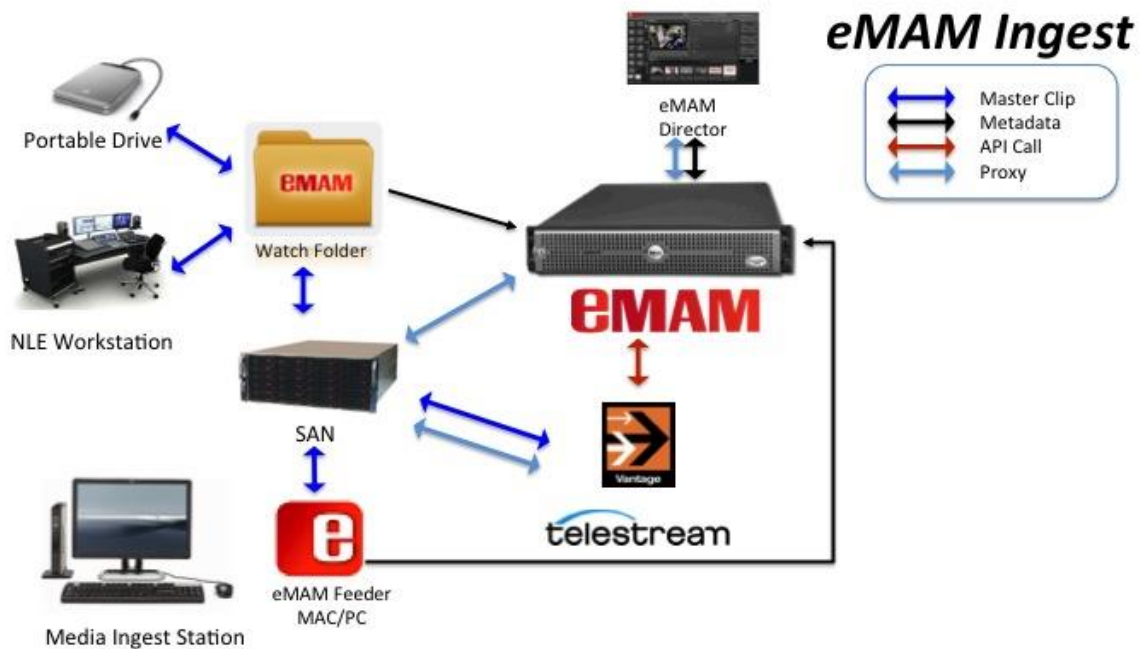 eMAM Ingest
Master Clip
Metadata
API Call
Proxy
eMAM
Director
Portable Drive
eMAM
Watch Folder
NLE Workstation
eMAM
SAN
Vantage
telestream
e
eMAM Feeder
MAC/PC
Media Ingest Station